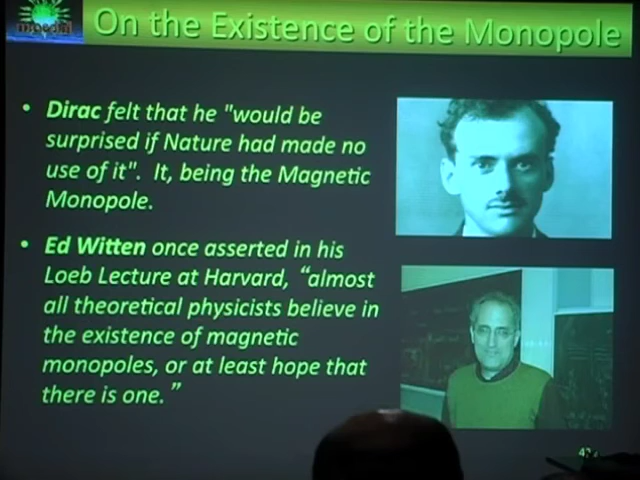 On the Existence of the Monopole
• Dirac felt that he "would be
surprised if Nature had made no
use of it". It, being the Magnetic
Monopole.
• Ed Witten once asserted in his
Loeb Lecture at Harvard, “almost
all theoretical physicists believe in
the existence of magnetic
monopoles, or at least hope that
there is one.”